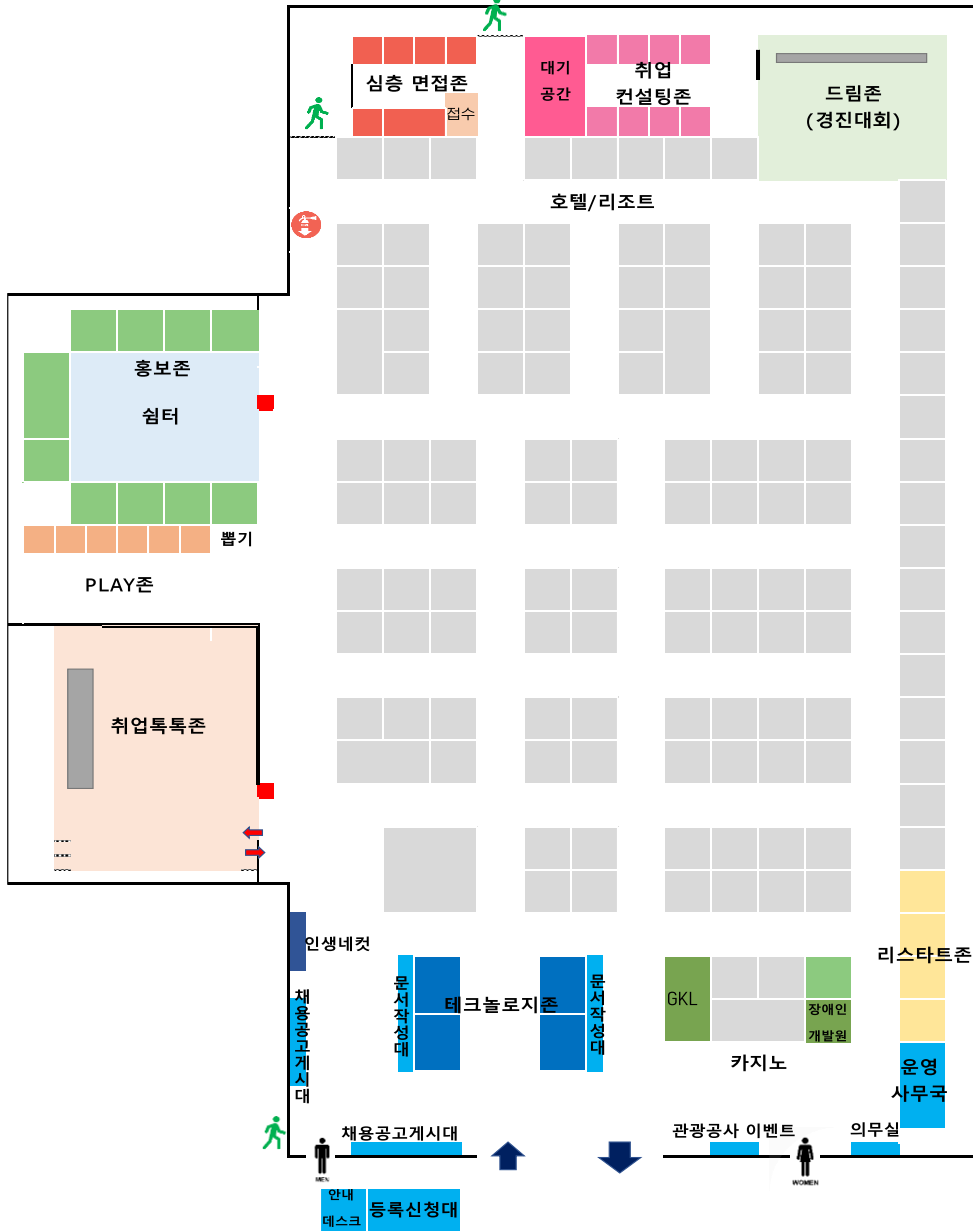 심층 면접존
접수
대기
공간
취업
컨설팅존
드림존
(경진대회)
호텔/리조트
홍보존
쉼터
뽑기
PLAY존
취업톡톡존
인생네컷
채용공고게시대
문서작성대
테크놀로지존
문서작성대
GKL
장애인
개발원
카지노
리스타트존
운영
사무국
채용공고게시대
관광공사 이벤트
의무실
MEN
WOMEN
안내
데스크
등록신청대